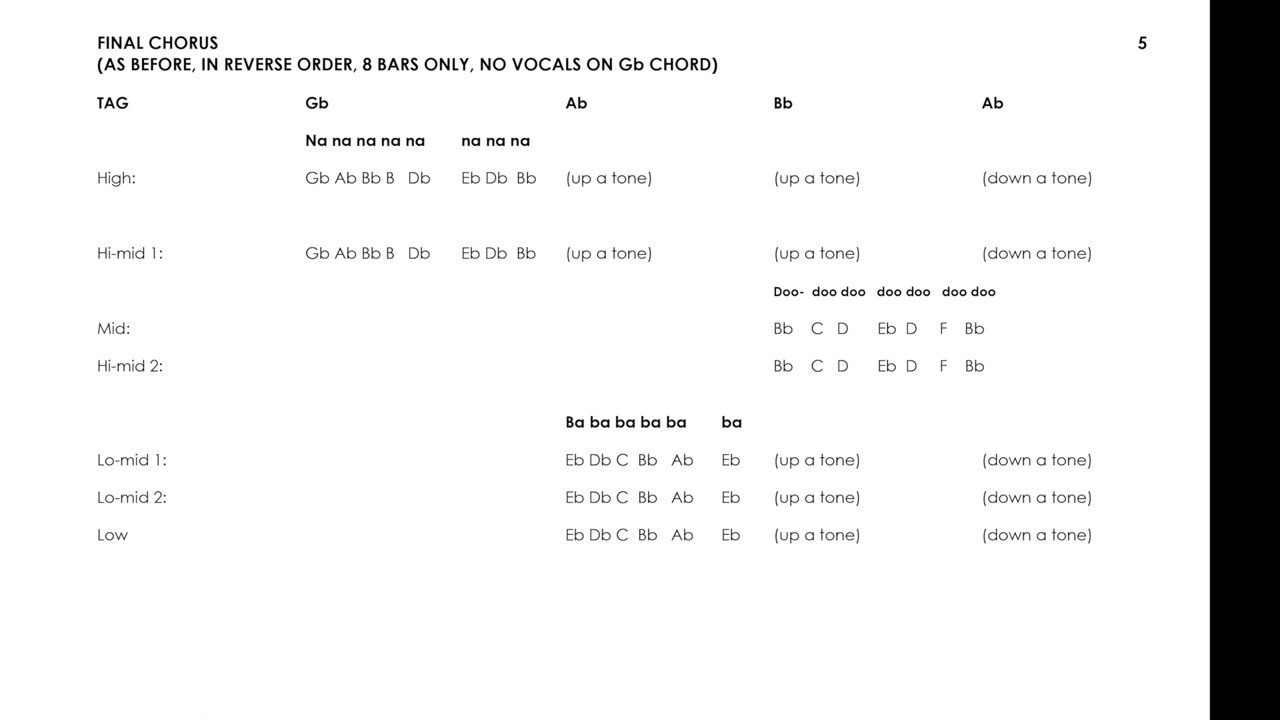 FINAL CHORUS 5
(AS BEFORE, IN REVERSE ORDER, 8 BARS ONLY, NO VOCALS ON Gb CHORD)
TAG Gb Ab Bb Ab
Na na na na na na na na
High: Gb Ab Bb B Db Eb Db Bb (up a tone) (up a tone) (down a tone)
Hi-mid 1: Gb Ab Bb B Db Eb Db Bb (up a tone) (up a tone) (down a tone)
Doo- doo doo doo doo doo doo
Mid: Bb C D Eb D F Bb
Hi-mid 2: Bb C D Eb D F Bb
Ba ba ba ba ba ba
Lo-mid 1: Eb Db C Bb Ab Eb (up a tone) (down a tone)
Lo-mid 2: Eb Db C Bb Ab Eb (up a tone) (down a tone)
Low Eb Db C Bb Ab Eb (up a tone) (down a tone)